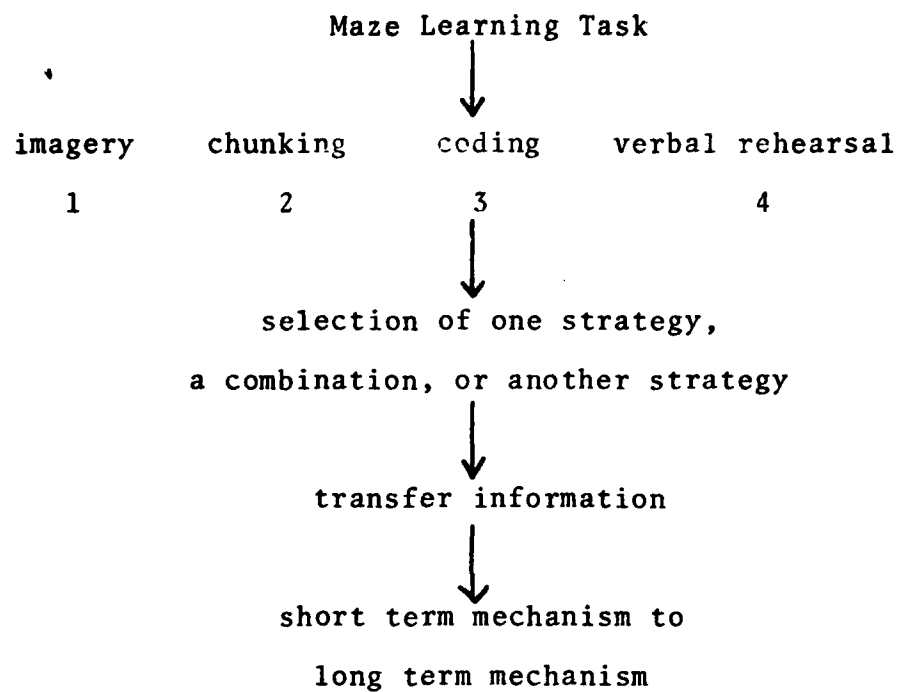 Maze Learning Task
imagery chunking coding verbal rehearsal
1 2 3 4
selection of one strategy,
a combination, or another strategy
transfer information
short term mechanism to
long term mechanism